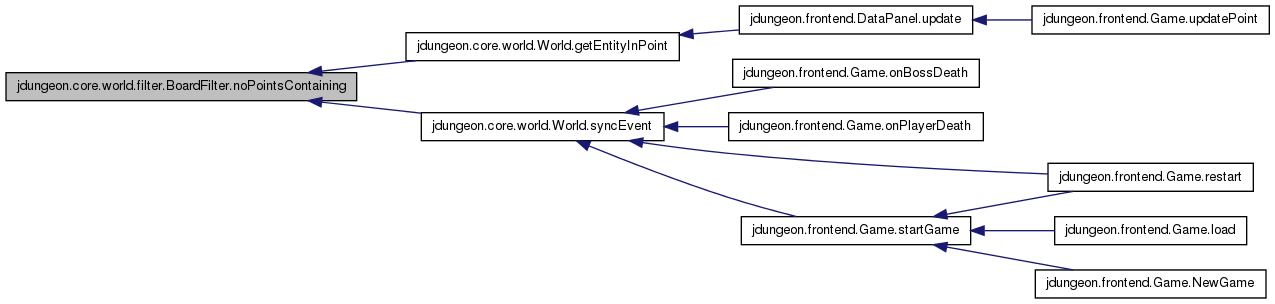 jdungeon.core.world.filter.BoardFilter.noPointsContaining
jdungeon.core.world.World.getEntityInPoint
jdungeon.frontend.DataPanel.update
jdungeon.frontend.Game.updatePoint
jdungeon.core.world.World.syncEvent
jdungeon.frontend.Game.onBossDeath
jdungeon.frontend.Game.onPlayerDeath
jdungeon.frontend.Game.restart
jdungeon.frontend.Game.startGame
jdungeon.frontend.Game.load
jdungeon.frontend.Game.NewGame